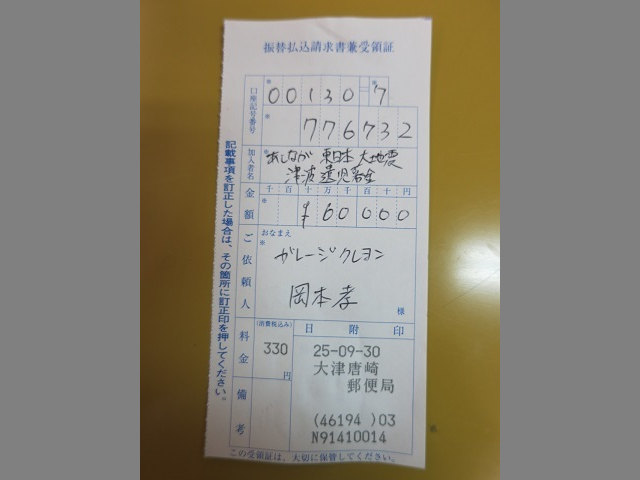 振替払込請求書兼受領証
口座記号番号
※ 00130 - ※ 7
※ 776732
加入者名
※ あしなが 東日本大地震
津波遺児募金
金額
千 百 十 万 千 百 十 円
※ ¥60000
ご依頼人
おなまえ
※
ガレージクレヨン
岡本孝
様
料金
(消費税込み)
330
円
日 附 印
25-09-30
大津唐崎
郵便局
(46194 )03
N91410014
備考
記載事項を訂正した場合は、その箇所に訂正印を押してください。
この受領証は、大切に保管してください。